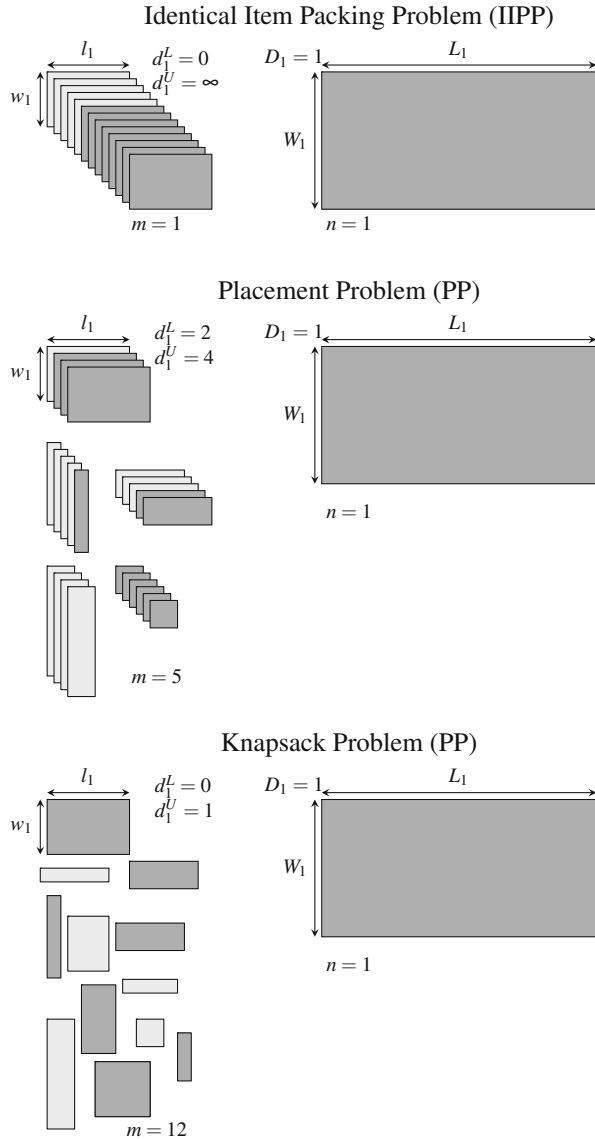 Identical Item Packing Problem (IIPP)
l₁
d₁ᴸ = 0
d₁ᵁ = ∞
w₁
m = 1
D₁ = 1
L₁
W₁
n = 1
Placement Problem (PP)
l₁
d₁ᴸ = 2
d₁ᵁ = 4
w₁
m = 5
D₁ = 1
L₁
W₁
n = 1
Knapsack Problem (PP)
l₁
d₁ᴸ = 0
d₁ᵁ = 1
w₁
m = 12
D₁ = 1
L₁
W₁
n = 1